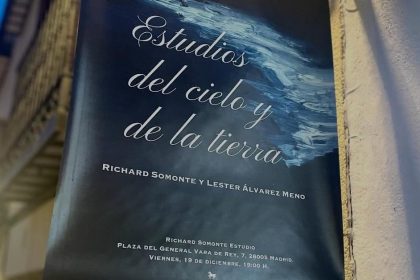 Estudios
del cielo y
de la tierra
Richard Somonte y Lester Álvarez Meno
Richard Somonte Estudio
Plaza del General Vara de Rey, 7, 28005 Madrid.
Viernes, 19 de diciembre, 19:00 H.